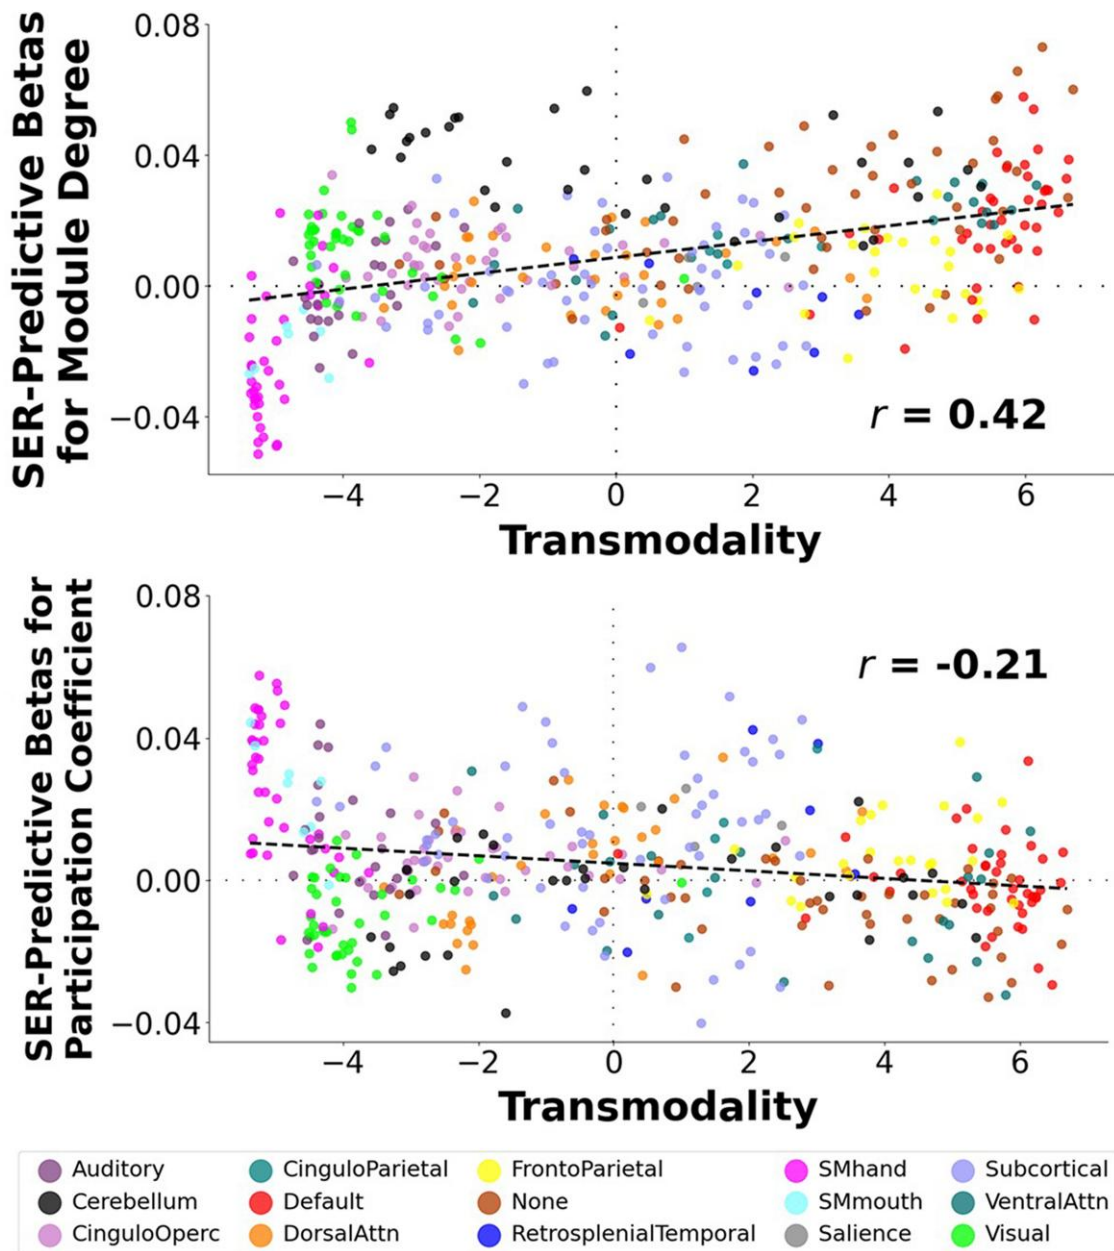 SER-Predictive Betas
for Module Degree
0.08
0.04
0.00
−0.04
r = 0.42
−4 −2 0 2 4 6
Transmodality
SER-Predictive Betas for
Participation Coefficient
0.08
0.04
0.00
−0.04
r = -0.21
−4 −2 0 2 4 6
Transmodality
Auditory CinguloParietal FrontoParietal SMhand Subcortical
Cerebellum Default None SMmouth VentralAttn
CinguloOperc DorsalAttn RetrosplenialTemporal Salience Visual